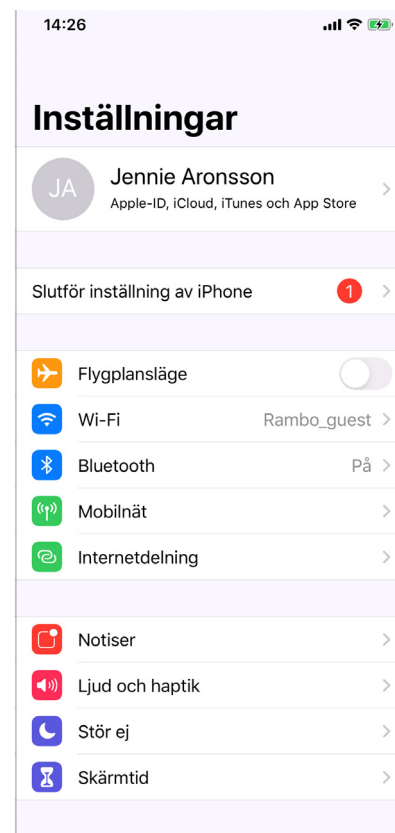 14:26
Inställningar
JA
Jennie Aronsson
Apple-ID, iCloud, iTunes och App Store
Slutför inställning av iPhone 1
Flygplansläge
Wi-Fi Rambo_guest
Bluetooth På
Mobilnät
Internetdelning
Notiser
Ljud och haptik
Stör ej
Skärmtid